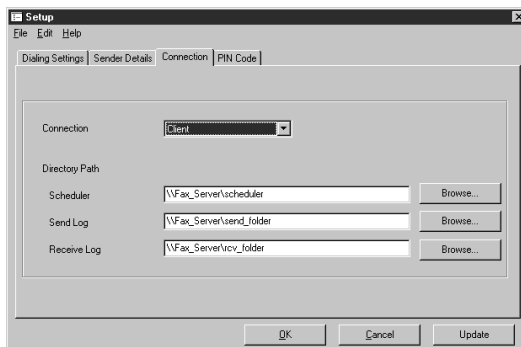 Setup
File Edit Help
Dialing Settings Sender Details Connection PIN Code
Connection Client
Directory Path
Scheduler \\Fax_Server\scheduler Browse...
Send Log \\Fax_Server\send_folder Browse...
Receive Log \\Fax_Server\rcv_folder Browse...
OK Cancel Update